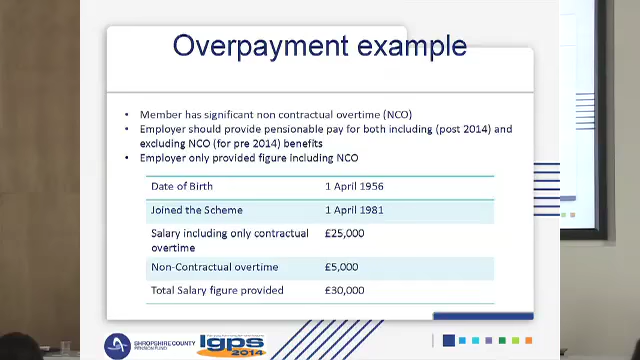 Overpayment example
• Member has significant non contractual overtime (NCO)
• Employer should provide pensionable pay for both including (post 2014) and
excluding NCO (for pre 2014) benefits
• Employer only provided figure including NCO
Date of Birth 1 April 1956
Joined the Scheme 1 April 1981
Salary including only contractual £25,000
overtime
Non-Contractual overtime £5,000
Total Salary figure provided £30,000
SHROPSHIRE COUNTY
PENSION FUND
lgps
2014